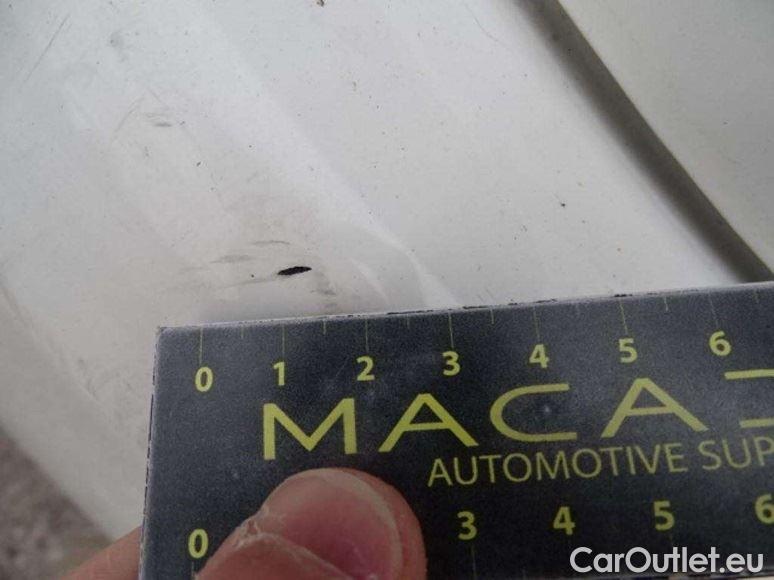 0 1 2 3 4 5 6
MACA
AUTOMOTIVE SUP
0 3 4 5 6
CarOutlet.eu